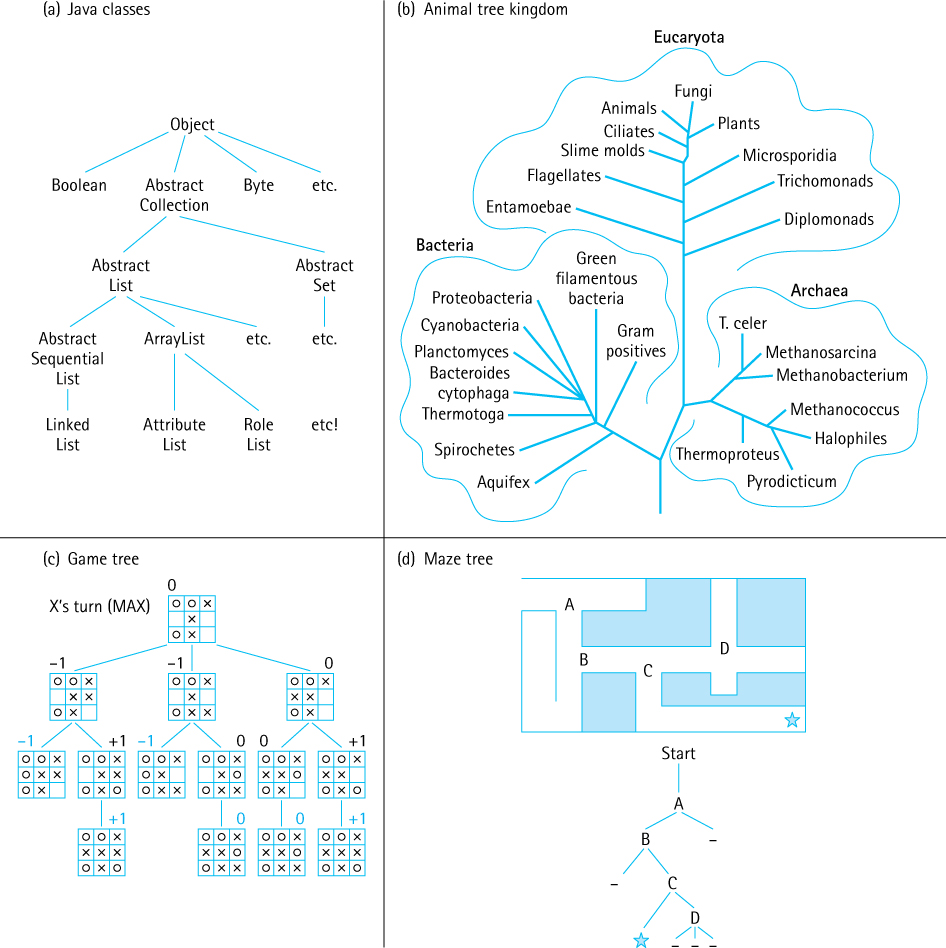 (a) Java classes
Object
Boolean
Abstract
Collection
Byte
etc.
Abstract
List
Abstract
Set
Abstract
Sequential
List
ArrayList
etc.
etc.
Linked
List
Attribute
List
Role
List
etc!
(b) Animal tree kingdom
Eucaryota
Fungi
Animals
Plants
Ciliates
Slime molds
Microsporidia
Flagellates
Trichomonads
Entamoebae
Diplomonads
Bacteria
Green
filamentous
bacteria
Proteobacteria
Cyanobacteria
Gram
positives
Planctomyces
Bacteroides
cytophaga
Thermotoga
Spirochetes
Aquifex
Archaea
T. celer
Methanosarcina
Methanobacterium
Methanococcus
Halophiles
Thermoproteus
Pyrodicticum
(c) Game tree
0
X's turn (MAX)
O O X
X
O X
-1 -1 0
O O X
X X
O X
O O X
X
O X X
O O X
X X
O X
-1 +1 -1 0 0 +1
O O X
O X X
O X
O O X
X X
O X O
O O X
O X
O X X
O O X
X O
O X X
O O X
X X O
O X
O O X
X X
O X O
+1 0 0 +1
O O X
X X X
O X O
O O X
X X O
O X X
O O X
X X O
O X X
O O X
X X X
O X O
(d) Maze tree
A
B
C
D
Start
A
B –
– C
D
– – –